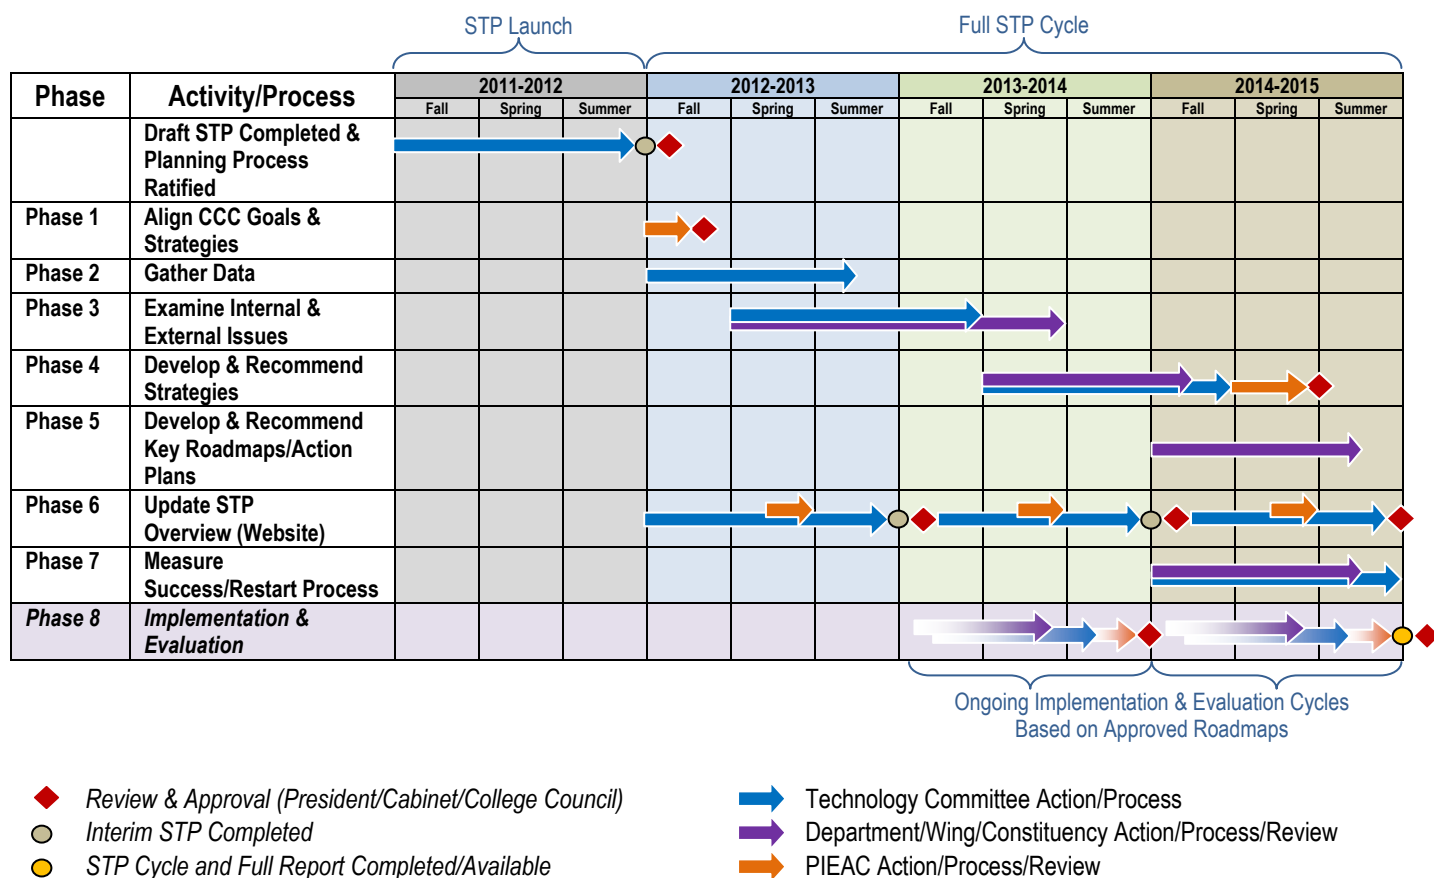 STP Launch
Full STP Cycle
Phase
Activity/Process
2011-2012
2012-2013
2013-2014
2014-2015
Fall
Spring
Summer
Fall
Spring
Summer
Fall
Spring
Summer
Fall
Spring
Summer
Draft STP Completed &
Planning Process
Ratified
Phase 1
Align CCC Goals &
Strategies
Phase 2
Gather Data
Phase 3
Examine Internal &
External Issues
Phase 4
Develop & Recommend
Strategies
Phase 5
Develop & Recommend
Key Roadmaps/Action
Plans
Phase 6
Update STP
Overview (Website)
Phase 7
Measure
Success/Restart Process
Phase 8
Implementation &
Evaluation
Ongoing Implementation & Evaluation Cycles
Based on Approved Roadmaps
Review & Approval (President/Cabinet/College Council)
Interim STP Completed
STP Cycle and Full Report Completed/Available
Technology Committee Action/Process
Department/Wing/Constituency Action/Process/Review
PIEAC Action/Process/Review